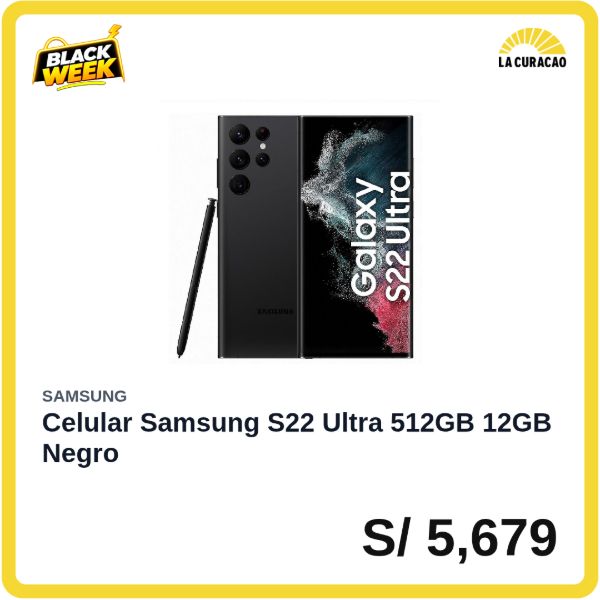 BLACK
WEEK
LA CURACAO
Galaxy
S22 Ultra
SAMSUNG
SAMSUNG
Celular Samsung S22 Ultra 512GB 12GB
Negro
S/ 5,679